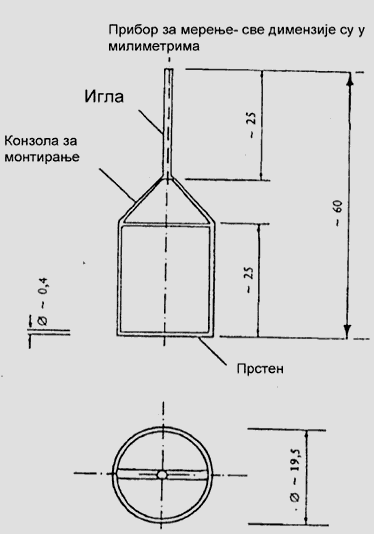 Прибор за мерење- све димензије су у
милиметрима
Игла
~ 25
Конзола за
монтирање
~ 60
~ 25
Ø ~ 0,4
Прстен
Ø ~ 19,5